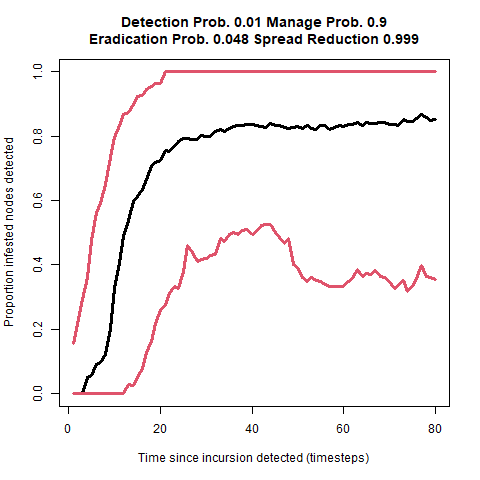 Detection Prob. 0.01 Manage Prob. 0.9
Eradication Prob. 0.048 Spread Reduction 0.999
Proportion infested nodes detected
1.0
0.8
0.6
0.4
0.2
0.0
0 20 40 60 80
Time since incursion detected (timesteps)